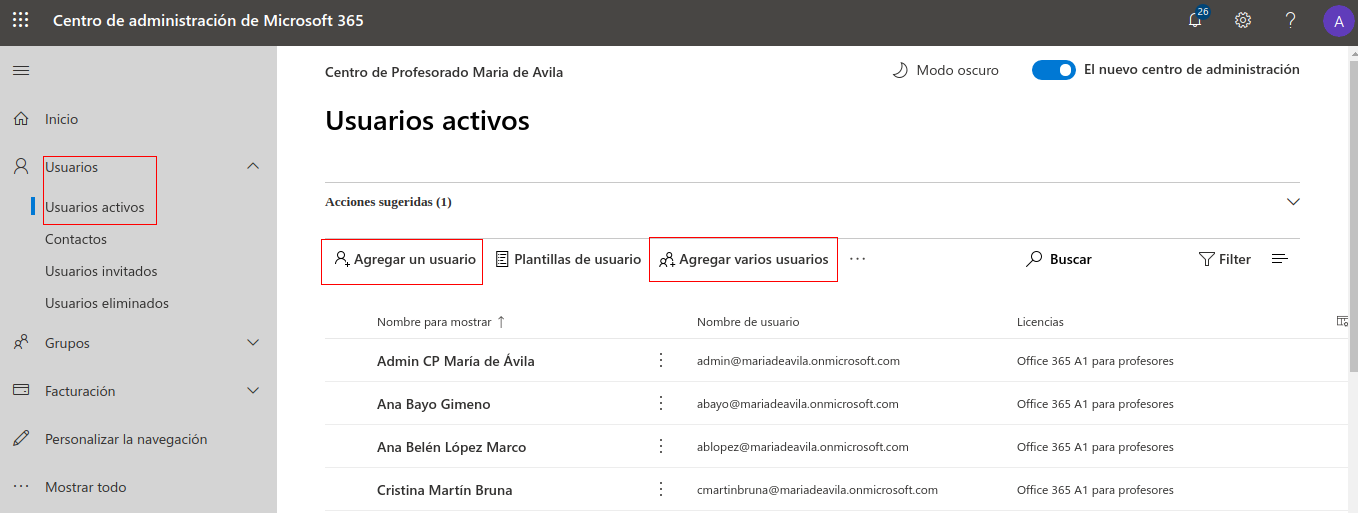 Centro de administración de Microsoft 365
26
?
A
Centro de Profesorado Maria de Avila
Modo oscuro
El nuevo centro de administración
Inicio
Usuarios
Usuarios activos
Contactos
Usuarios invitados
Usuarios eliminados
Grupos
Facturación
Personalizar la navegación
Mostrar todo
Usuarios activos
Acciones sugeridas (1)
Agregar un usuario Plantillas de usuario Agregar varios usuarios Buscar Filter
Nombre para mostrar ↑ Nombre de usuario Licencias
Admin CP María de Ávila admin@mariadeavila.onmicrosoft.com Office 365 A1 para profesores
Ana Bayo Gimeno abayo@mariadeavila.onmicrosoft.com Office 365 A1 para profesores
Ana Belén López Marco ablopez@mariadeavila.onmicrosoft.com Office 365 A1 para profesores
Cristina Martín Bruna cmartinbruna@mariadeavila.onmicrosoft.com Office 365 A1 para profesores